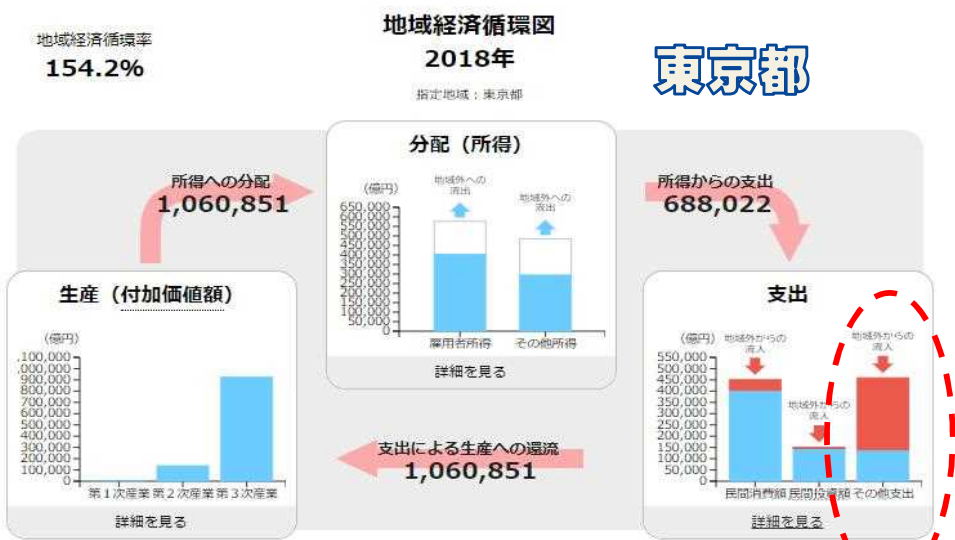 地域経済循環率
154.2%
地域経済循環図
2018年
指定地域：東京都
東京都
所得への分配
1,060,851
分配（所得）
（億円）
地域外への
流出
地域外への
流出
650,000
600,000
550,000
500,000
450,000
400,000
350,000
300,000
250,000
200,000
150,000
100,000
50,000
0
雇用者所得 その他所得
詳細を見る
所得からの支出
688,022
生産（付加価値額）
（億円）
,100,000
,000,000
900,000
800,000
700,000
600,000
500,000
400,000
300,000
200,000
100,000
0
第1次産業 第2次産業 第3次産業
詳細を見る
支出による生産への還流
1,060,851
支出
（億円）
地域外からの
流入
地域外からの
流入
地域外からの
流入
550,000
500,000
450,000
400,000
350,000
300,000
250,000
200,000
150,000
100,000
50,000
0
民間消費額 民間投資額 その他支出
詳細を見る